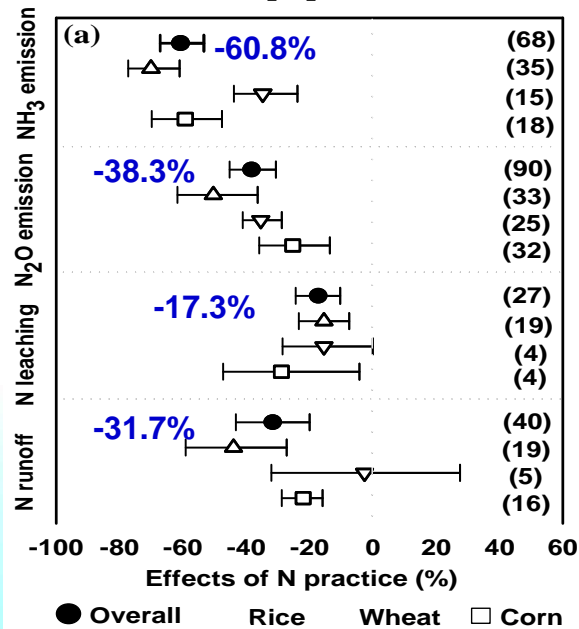 (a)
NH3 emission
-60.8%
(68)
(35)
(15)
(18)
N2O emission
-38.3%
(90)
(33)
(25)
(32)
N leaching
-17.3%
(27)
(19)
(4)
(4)
N runoff
-31.7%
(40)
(19)
(5)
(16)
-100 -80 -60 -40 -20 0 20 40 60
Effects of N practice (%)
Overall Rice Wheat Corn